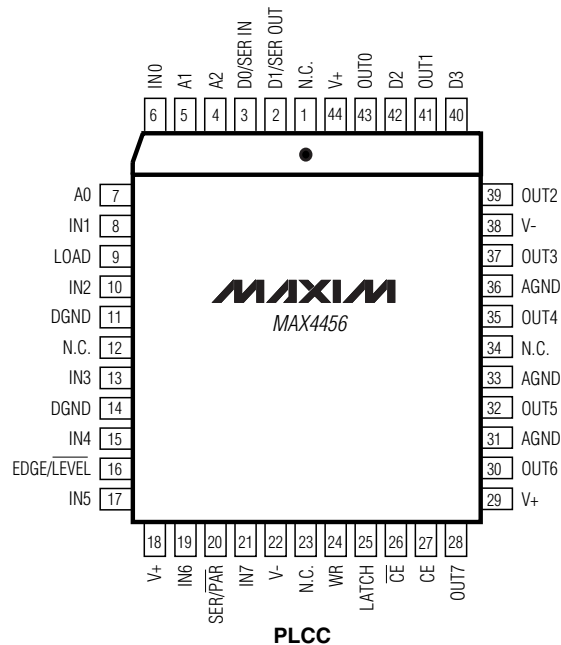 IN0
A1
A2
D0/SER IN
D1/SER OUT
N.C.
V+
OUT0
D2
OUT1
D3
6
5
4
3
2
1
44
43
42
41
40
A0 7
IN1 8
LOAD 9
IN2 10
DGND 11
N.C. 12
IN3 13
DGND 14
IN4 15
EDGE/LEVEL 16
IN5 17
MAXIM
MAX4456
39 OUT2
38 V-
37 OUT3
36 AGND
35 OUT4
34 N.C.
33 AGND
32 OUT5
31 AGND
30 OUT6
29 V+
18
19
20
21
22
23
24
25
26
27
28
V+
IN6
SER/PAR
IN7
V-
N.C.
WR
LATCH
CE
CE
OUT7
PLCC